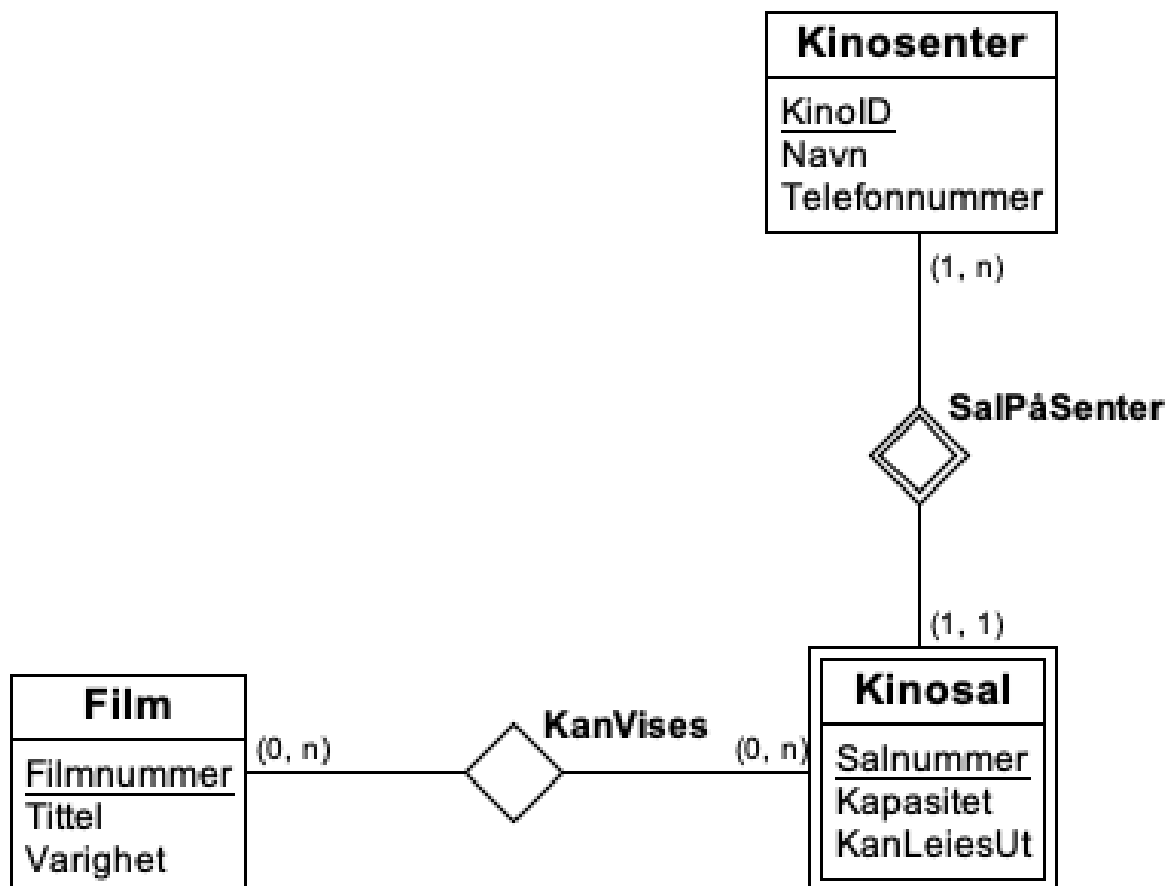 Kinosenter
KinoID
Navn
Telefonnummer
(1, n)
SalPåSenter
(1, 1)
Film
Filmnummer
Tittel
Varighet
(0, n)
KanVises
(0, n)
Kinosal
Salnummer
Kapasitet
KanLeiesUt